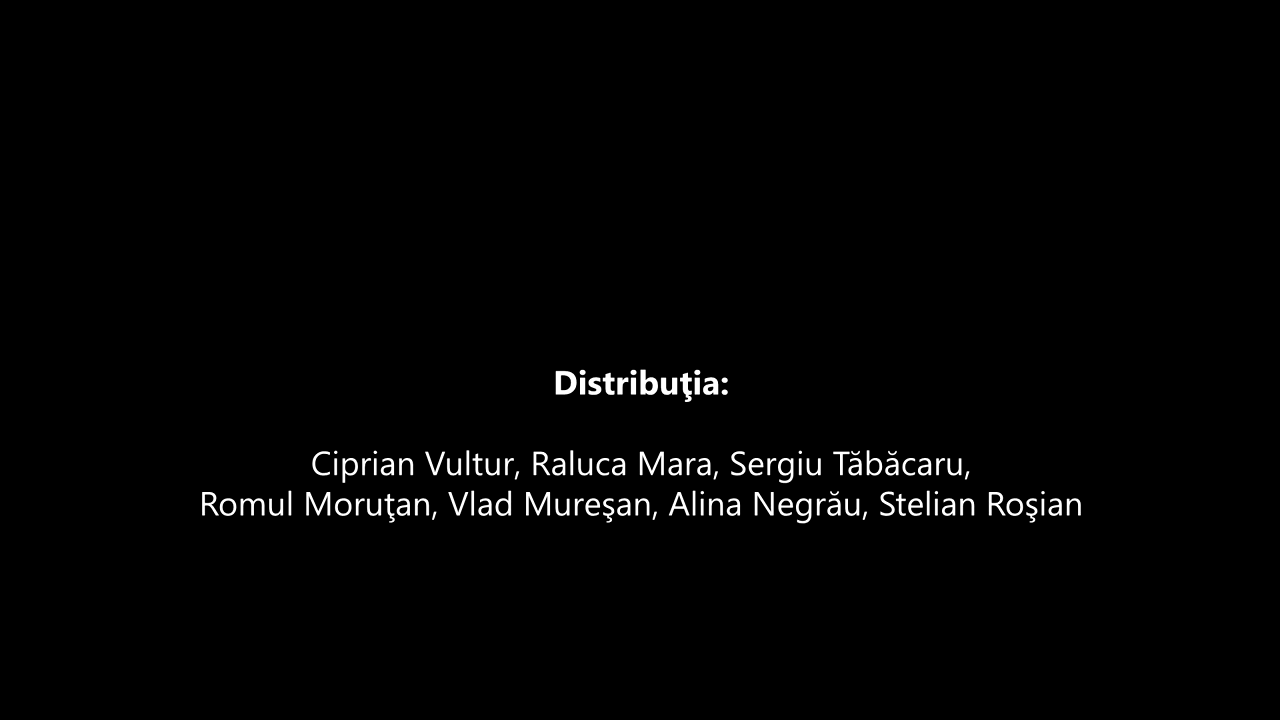 Distribuţia:
Ciprian Vultur, Raluca Mara, Sergiu Tăbăcaru,
Romul Moruţan, Vlad Mureşan, Alina Negrău, Stelian Roşian